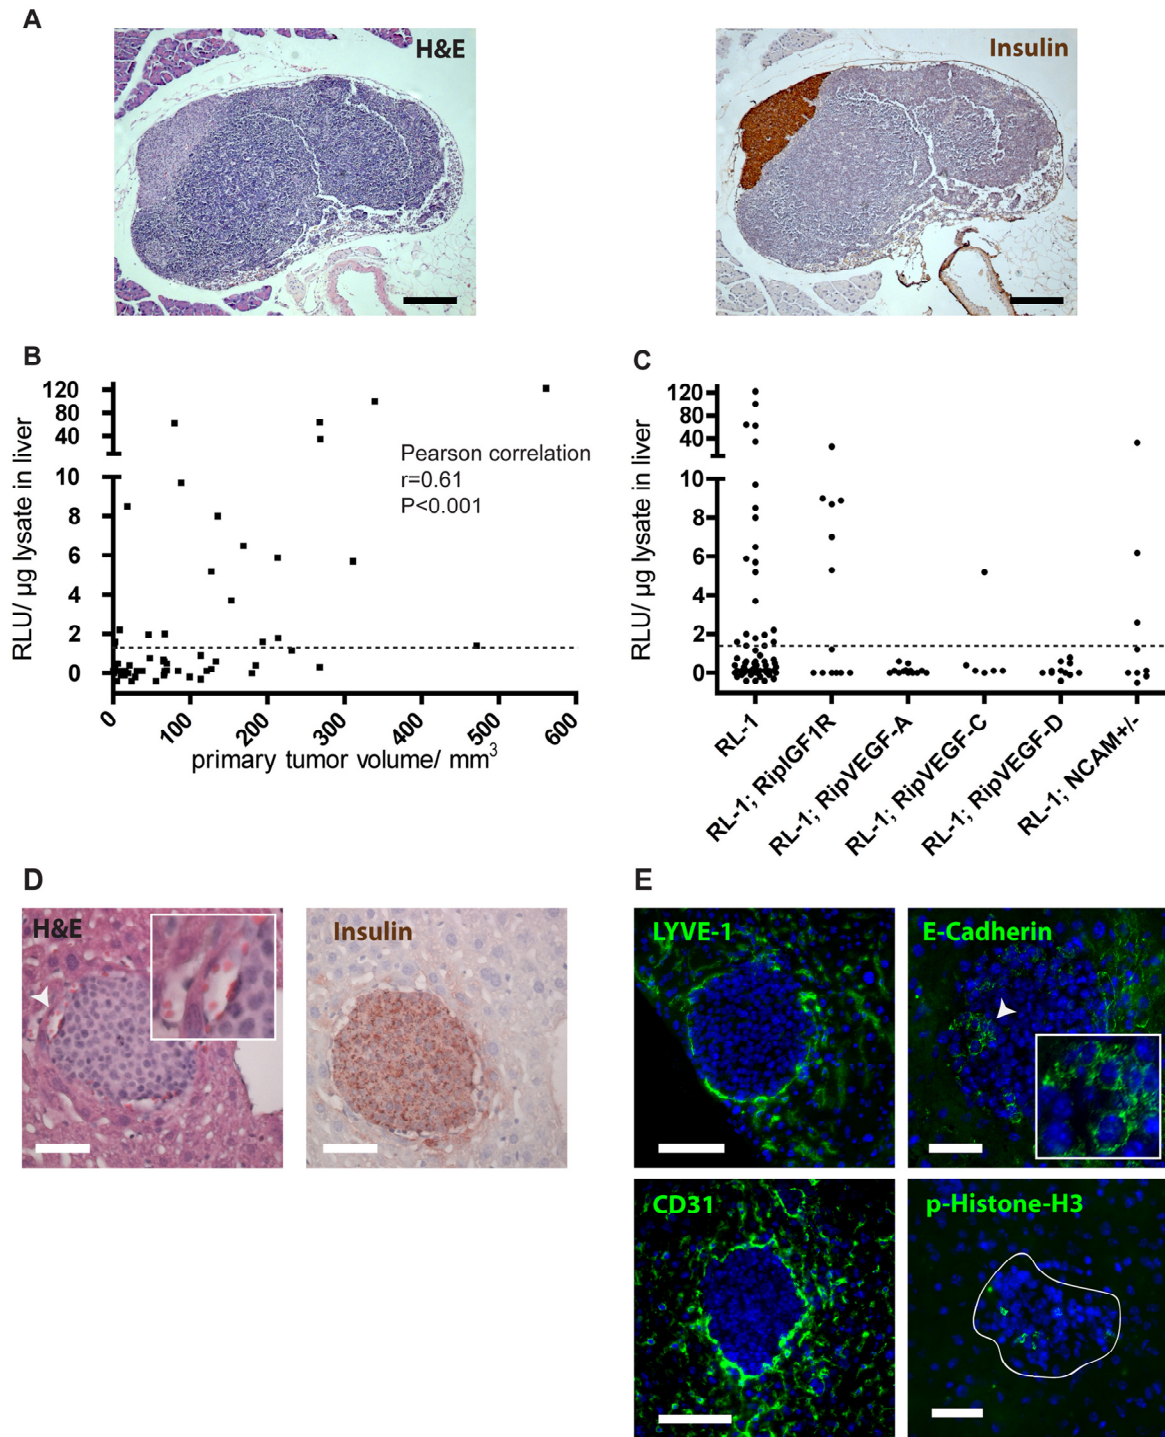 A
H&E
Insulin
B
RLU/ µg lysate in liver
120
80
40
10
8
6
4
2
0
Pearson correlation
r=0.61
P<0.001
0
100
200
300
400
500
600
primary tumor volume/ mm³
C
RLU/ µg lysate in liver
120
80
40
10
8
6
4
2
0
RL-1
RL-1; RipIGF1R
RL-1; RipVEGF-A
RL-1; RipVEGF-C
RL-1; RipVEGF-D
RL-1; NCAM+/-
D
H&E
Insulin
E
LYVE-1
E-Cadherin
CD31
p-Histone-H3